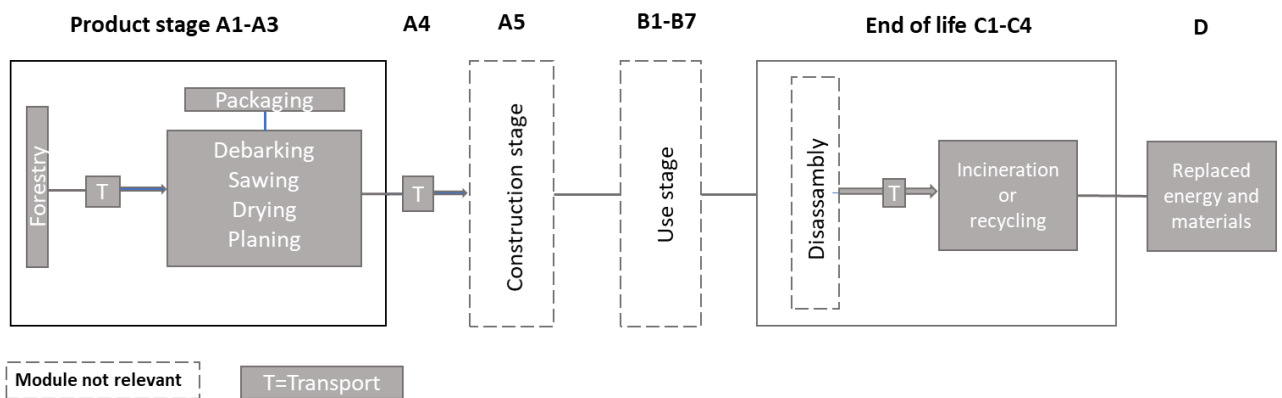 Product stage A1-A3
A4
A5
B1-B7
End of life C1-C4
D
Forestry
T
Packaging
Debarking
Sawing
Drying
Planing
T
Construction stage
Use stage
Disassambly
T
Incineration
or
recycling
Replaced
energy and
materials
Module not relevant
T=Transport